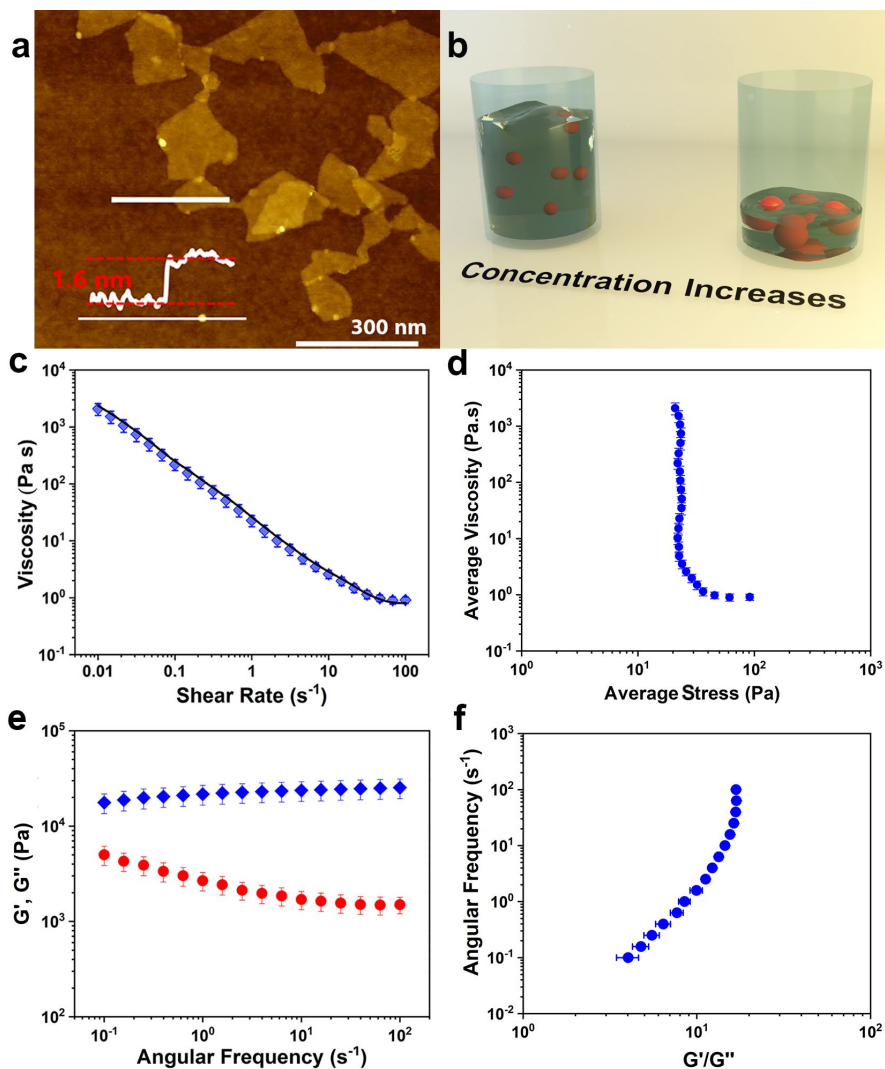 a
1.6 nm
300 nm
b
Concentration Increases
c
Viscosity (Pa s)
10⁴
10³
10²
10¹
10⁰
10⁻¹
0.01 0.1 1 10 100
Shear Rate (s⁻¹)
d
Average Viscosity (Pa.s)
10⁴
10³
10²
10¹
10⁰
10⁻¹
10⁰ 10¹ 10² 10³
Average Stress (Pa)
e
G', G" (Pa)
10⁵
10⁴
10³
10²
10⁻¹ 10⁰ 10¹ 10²
Angular Frequency (s⁻¹)
f
Angular Frequency (s⁻¹)
10³
10²
10¹
10⁰
10⁻¹
10⁻²
10⁰ 10¹ 10²
G'/G"